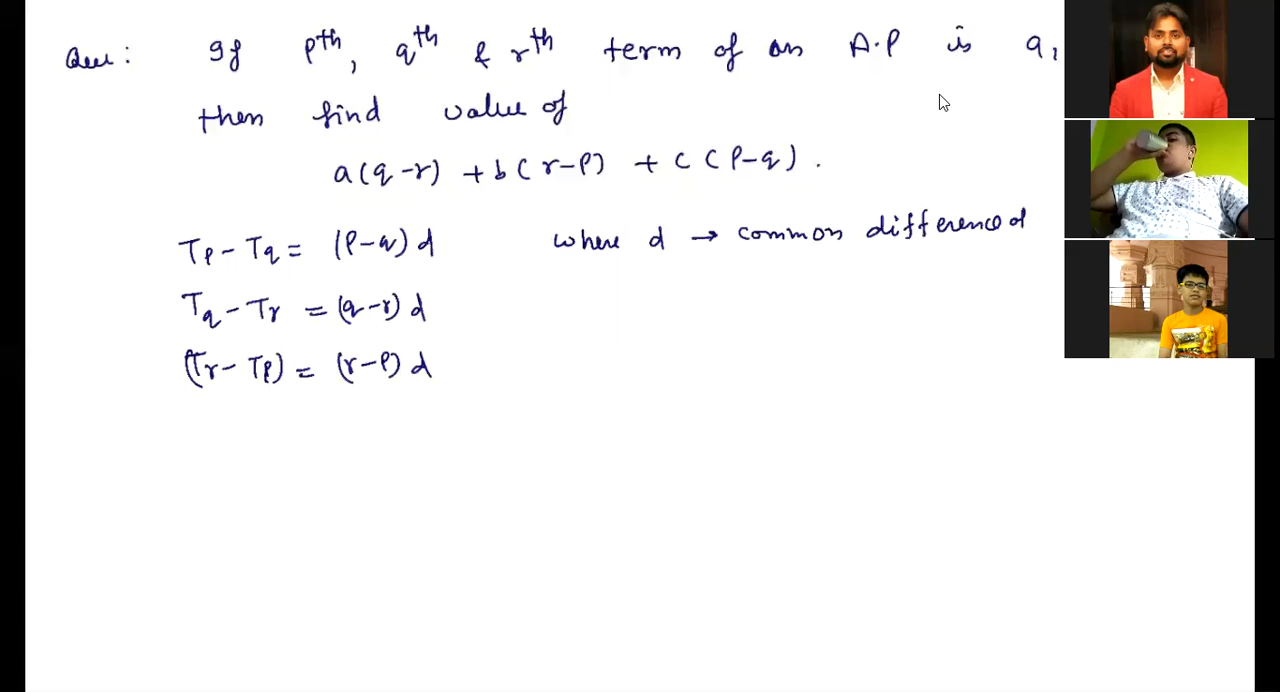 Que: If pth, qth & rth term of an A.P is a,
then find value of
a(q-r) + b(r-p) + c(p-q).
Tp - Tq = (p-q)d where d → common difference of
Tq - Tr = (q-r)d
(Tr - Tp) = (r-p)d